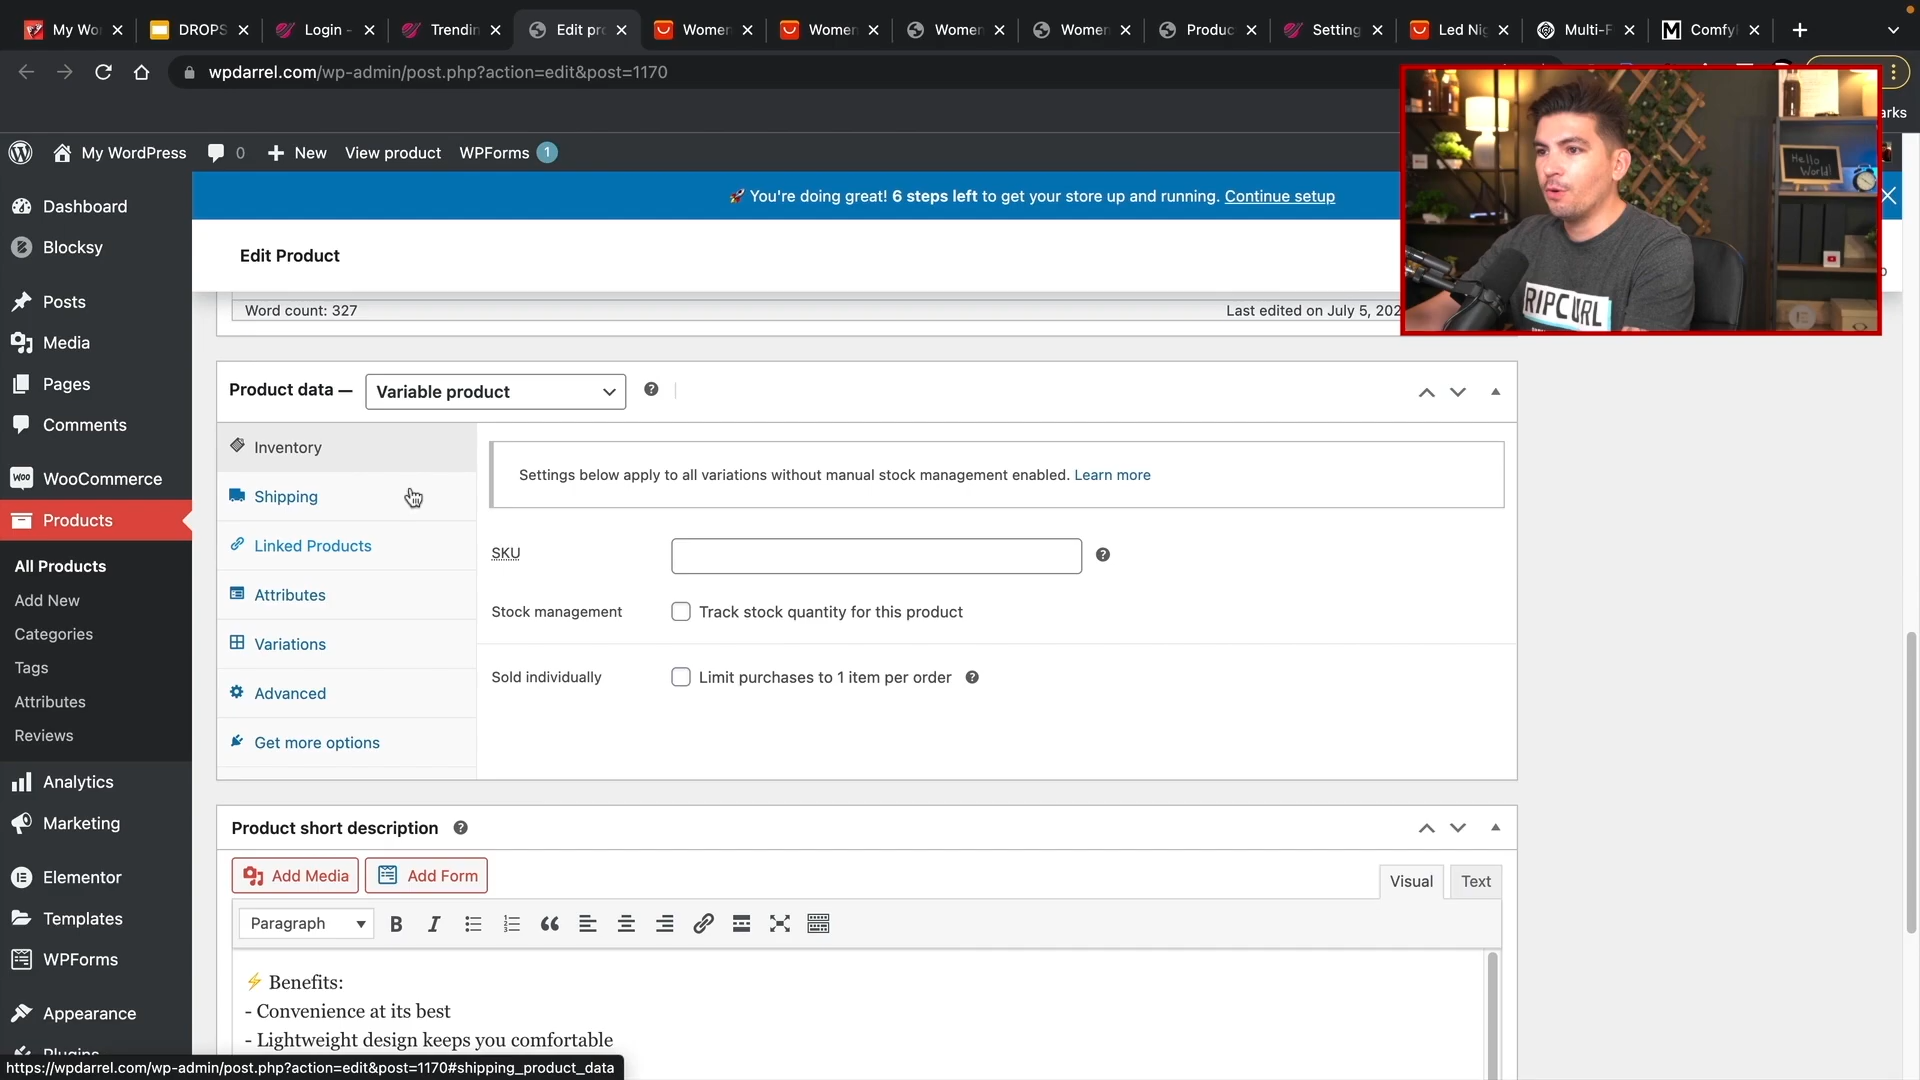 My Wor
DROPS
Login -
Trendin
Edit pro
Women
Women
Women
Women
Produc
Setting
Led Nig
Multi-F
Comfy
wpdarrel.com/wp-admin/post.php?action=edit&post=1170
arks
My WordPress
0
New
View product
WPForms
1
🚀 You're doing great! 6 steps left to get your store up and running. Continue setup
Hello World!
RIPCURL
Dashboard
Blocksy
Posts
Media
Pages
Comments
WooCommerce
Products
All Products
Add New
Categories
Tags
Attributes
Reviews
Analytics
Marketing
Elementor
Templates
WPForms
Appearance
Plugins
Edit Product
Word count: 327
Last edited on July 5, 202
Product data — Variable product
Inventory
Shipping
Linked Products
Attributes
Variations
Advanced
Get more options
Settings below apply to all variations without manual stock management enabled. Learn more
SKU
Stock management
Track stock quantity for this product
Sold individually
Limit purchases to 1 item per order
Product short description
Add Media
Add Form
Visual
Text
Paragraph
⚡ Benefits:
- Convenience at its best
- Lightweight design keeps you comfortable
https://wpdarrel.com/wp-admin/post.php?action=edit&post=1170#shipping_product_data